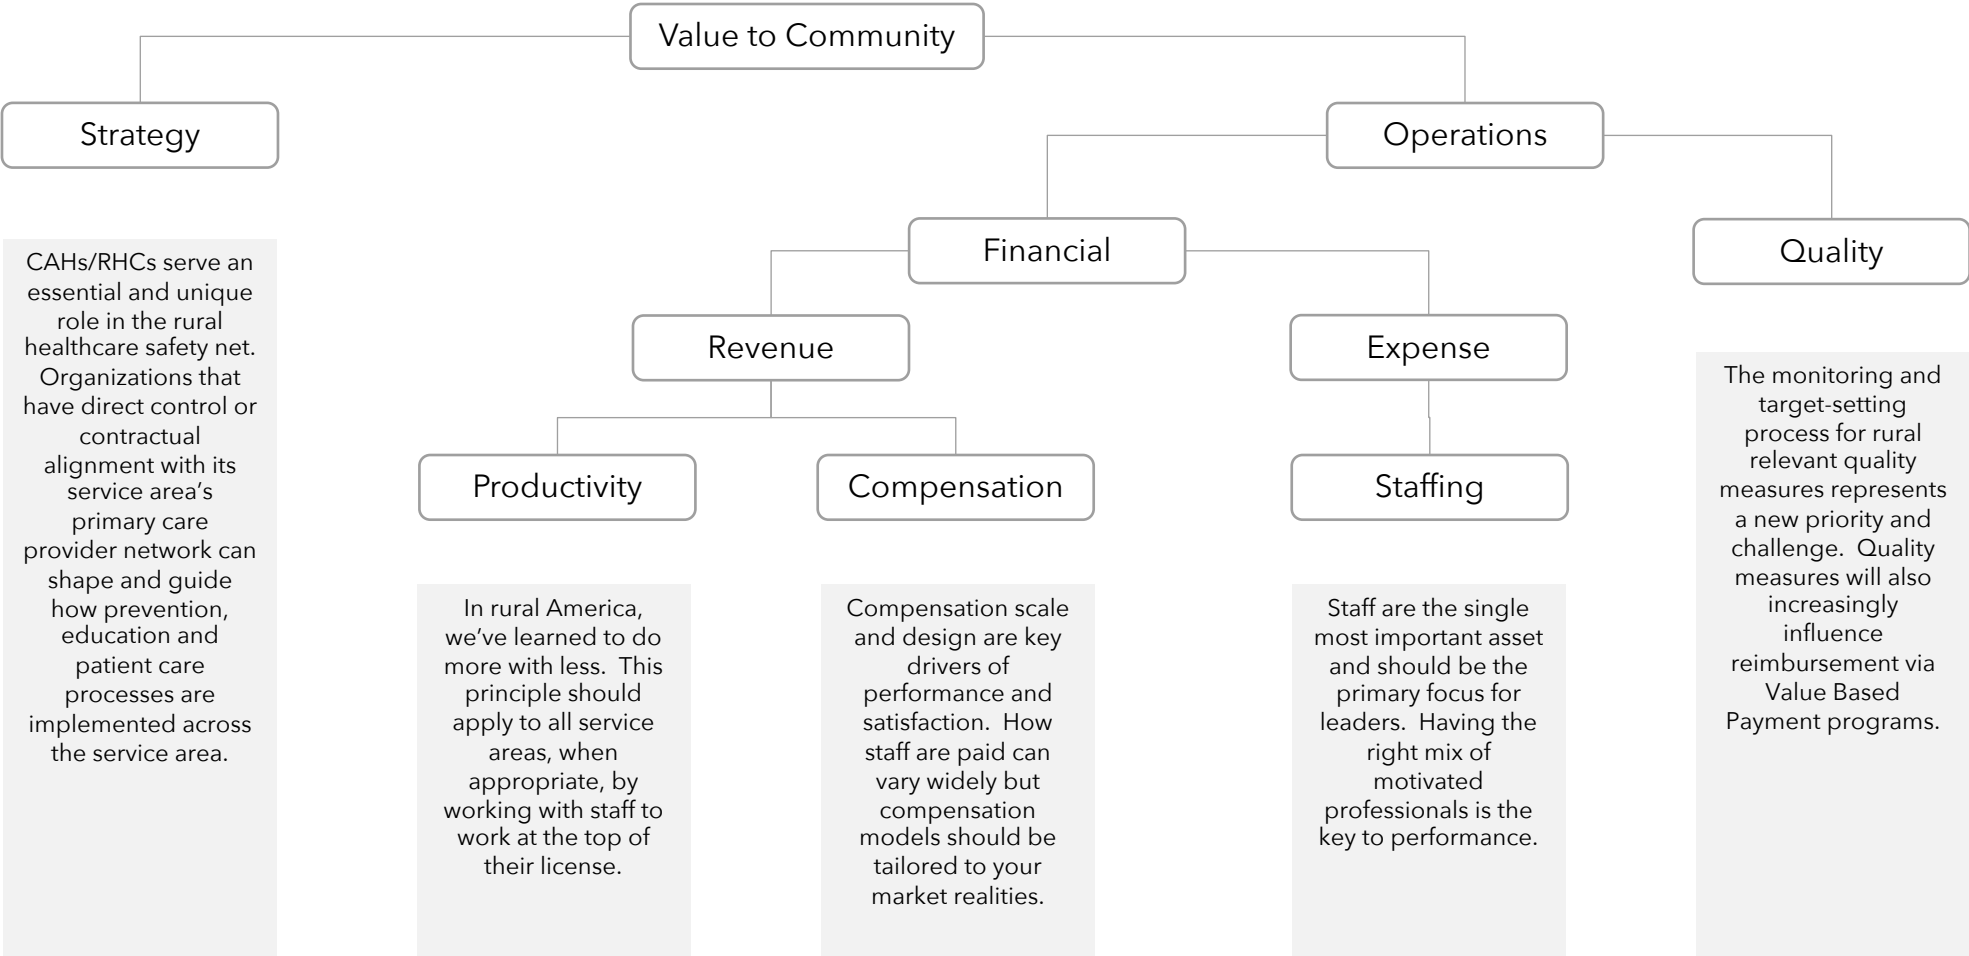 Value to Community
Strategy
Operations
Financial
Quality
Revenue
Expense
Productivity
Compensation
Staffing
CAHs/RHCs serve an
essential and unique
role in the rural
healthcare safety net.
Organizations that
have direct control or
contractual
alignment with its
service area’s
primary care
provider network can
shape and guide
how prevention,
education and
patient care
processes are
implemented across
the service area.
In rural America,
we’ve learned to do
more with less.  This
principle should
apply to all service
areas, when
appropriate, by
working with staff to
work at the top of
their license.
Compensation scale
and design are key
drivers of
performance and
satisfaction.  How
staff are paid can
vary widely but
compensation
models should be
tailored to your
market realities.
Staff are the single
most important asset
and should be the
primary focus for
leaders.  Having the
right mix of
motivated
professionals is the
key to performance.
The monitoring and
target-setting
process for rural
relevant quality
measures represents
a new priority and
challenge.  Quality
measures will also
increasingly
influence
reimbursement via
Value Based
Payment programs.